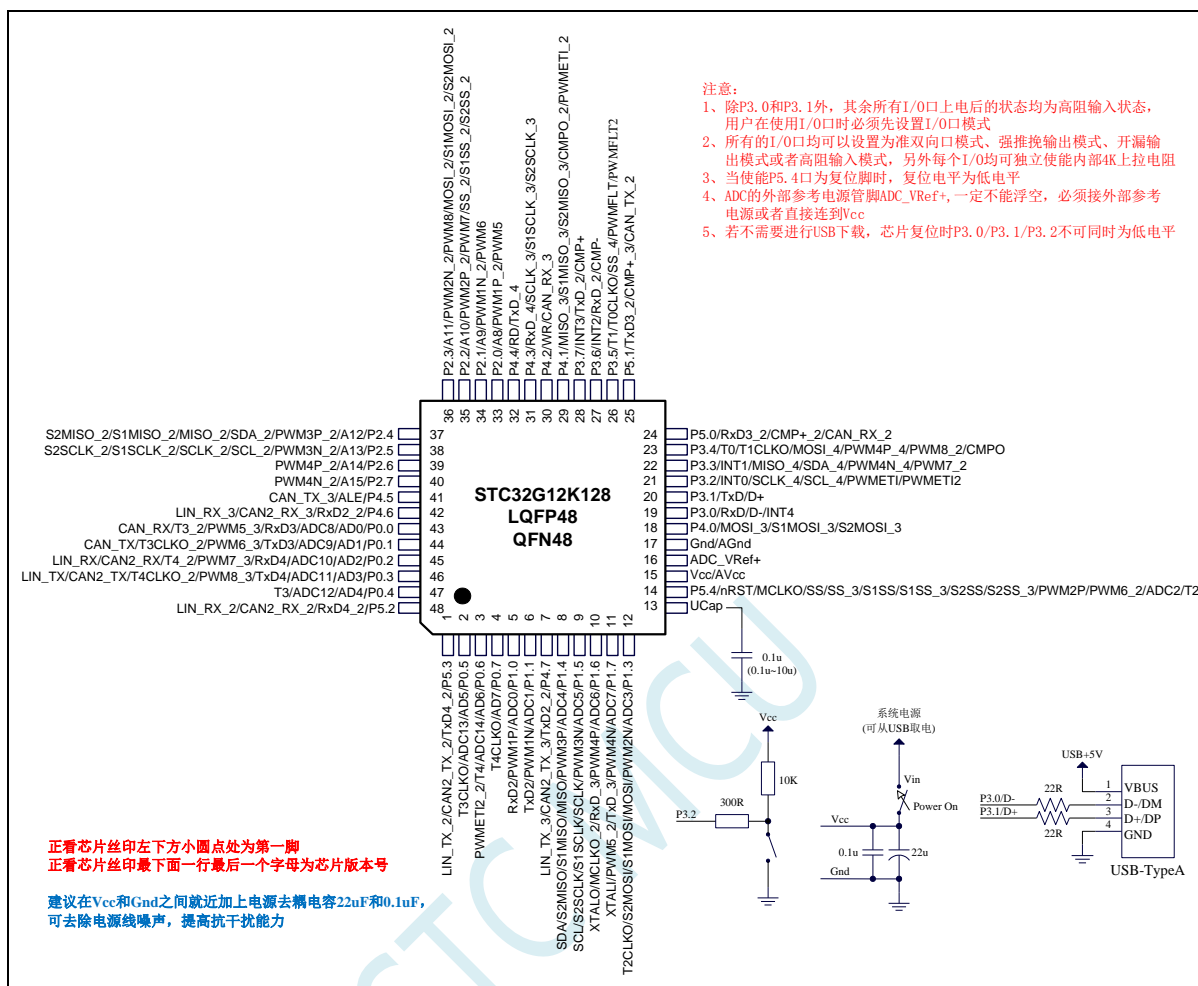 注意：
1、除P3.0和P3.1外，其余所有I/O口上电后的状态均为高阻输入状态，
用户在使用I/O口时必须先设置I/O口模式
2、所有的I/O口均可以设置为准双向口模式、强推挽输出模式、开漏输
出模式或者高阻输入模式，另外每个I/O均可独立使能内部4K上拉电阻
3、当使能P5.4口为复位脚时，复位电平为低电平
4、ADC的外部参考电源管脚ADC_VRef+,一定不能浮空，必须接外部参考
电源或者直接连到Vcc
5、若不需要进行USB下载，芯片复位时P3.0/P3.1/P3.2不可同时为低电平
P2.3/A11/PWM2N_2/PWM8/MOSI_2/S1MOSI_2/S2MOSI_2
P2.2/A10/PWM2P_2/PWM7/SS_2/S1SS_2/S2SS_2
P2.1/A9/PWM1N_2/PWM6
P2.0/A8/PWM1P_2/PWM5
P4.4/RD/TxD_4
P4.3/RxD_4/SCLK_3/S1SCLK_3/S2SCLK_3
P4.2/WR/CAN_RX_3
P4.1/MISO_3/S1MISO_3/S2MISO_3/CMPO_2/PWMETI_2
P3.7/INT3/TxD_2/CMP+
P3.6/INT2/RxD_2/CMP-
P3.5/T1/T0CLKO/SS_4/PWMFLT/PWMFLT2
P5.1/TxD3_2/CMP+_3/CAN_TX_2
36 35 34 33 32 31 30 29 28 27 26 25
S2MISO_2/S1MISO_2/MISO_2/SDA_2/PWM3P_2/A12/P2.4 37
S2SCLK_2/S1SCLK_2/SCLK_2/SCL_2/PWM3N_2/A13/P2.5 38
PWM4P_2/A14/P2.6 39
PWM4N_2/A15/P2.7 40
CAN_TX_3/ALE/P4.5 41
LIN_RX_3/CAN2_RX_3/RxD2_2/P4.6 42
CAN_RX/T3_2/PWM5_3/RxD3/ADC8/AD0/P0.0 43
CAN_TX/T3CLKO_2/PWM6_3/TxD3/ADC9/AD1/P0.1 44
LIN_RX/CAN2_RX/T4_2/PWM7_3/RxD4/ADC10/AD2/P0.2 45
LIN_TX/CAN2_TX/T4CLKO_2/PWM8_3/TxD4/ADC11/AD3/P0.3 46
T3/ADC12/AD4/P0.4 47
LIN_RX_2/CAN2_RX_2/RxD4_2/P5.2 48
STC32G12K128
LQFP48
QFN48
24 P5.0/RxD3_2/CMP+_2/CAN_RX_2
23 P3.4/T0/T1CLKO/MOSI_4/PWM4P_4/PWM8_2/CMPO
22 P3.3/INT1/MISO_4/SDA_4/PWM4N_4/PWM7_2
21 P3.2/INT0/SCLK_4/SCL_4/PWMETI/PWMETI2
20 P3.1/TxD/D+
19 P3.0/RxD/D-/INT4
18 P4.0/MOSI_3/S1MOSI_3/S2MOSI_3
17 Gnd/AGnd
16 ADC_VRef+
15 Vcc/AVcc
14 P5.4/nRST/MCLKO/SS/SS_3/S1SS/S1SS_3/S2SS/S2SS_3/PWM2P/PWM6_2/ADC2/T2
13 UCap
1 2 3 4 5 6 7 8 9 10 11 12
LIN_TX_2/CAN2_TX_2/TxD4_2/P5.3
T3CLKO/ADC13/AD5/P0.5
PWMETI2_2/T4/ADC14/AD6/P0.6
T4CLKO/AD7/P0.7
RxD2/PWM1P/ADC0/P1.0
TxD2/PWM1N/ADC1/P1.1
LIN_TX_3/CAN2_TX_3/TxD2_2/P4.7
SDA/S2MISO/S1MISO/MISO/PWM3P/ADC4/P1.4
SCL/S2SCLK/S1SCLK/SCLK/PWM3N/ADC5/P1.5
XTALO/MCLKO_2/RxD_3/PWM4P/ADC6/P1.6
XTALI/PWM5_2/TxD_3/PWM4N/ADC7/P1.7
T2CLKO/S2MOSI/S1MOSI/MOSI/PWM2N/ADC3/P1.3
0.1u
(0.1u~10u)
Vcc
10K
300R
P3.2
系统电源
(可从USB取电)
Vin
Power On
Vcc
0.1u
22u
Gnd
USB+5V
22R
P3.0/D-
P3.1/D+
22R
1 VBUS
2 D-/DM
3 D+/DP
4 GND
USB-TypeA
正看芯片丝印左下方小圆点处为第一脚
正看芯片丝印最下面一行最后一个字母为芯片版本号
建议在Vcc和Gnd之间就近加上电源去耦电容22uF和0.1uF，
可去除电源线噪声，提高抗干扰能力
STCMCU